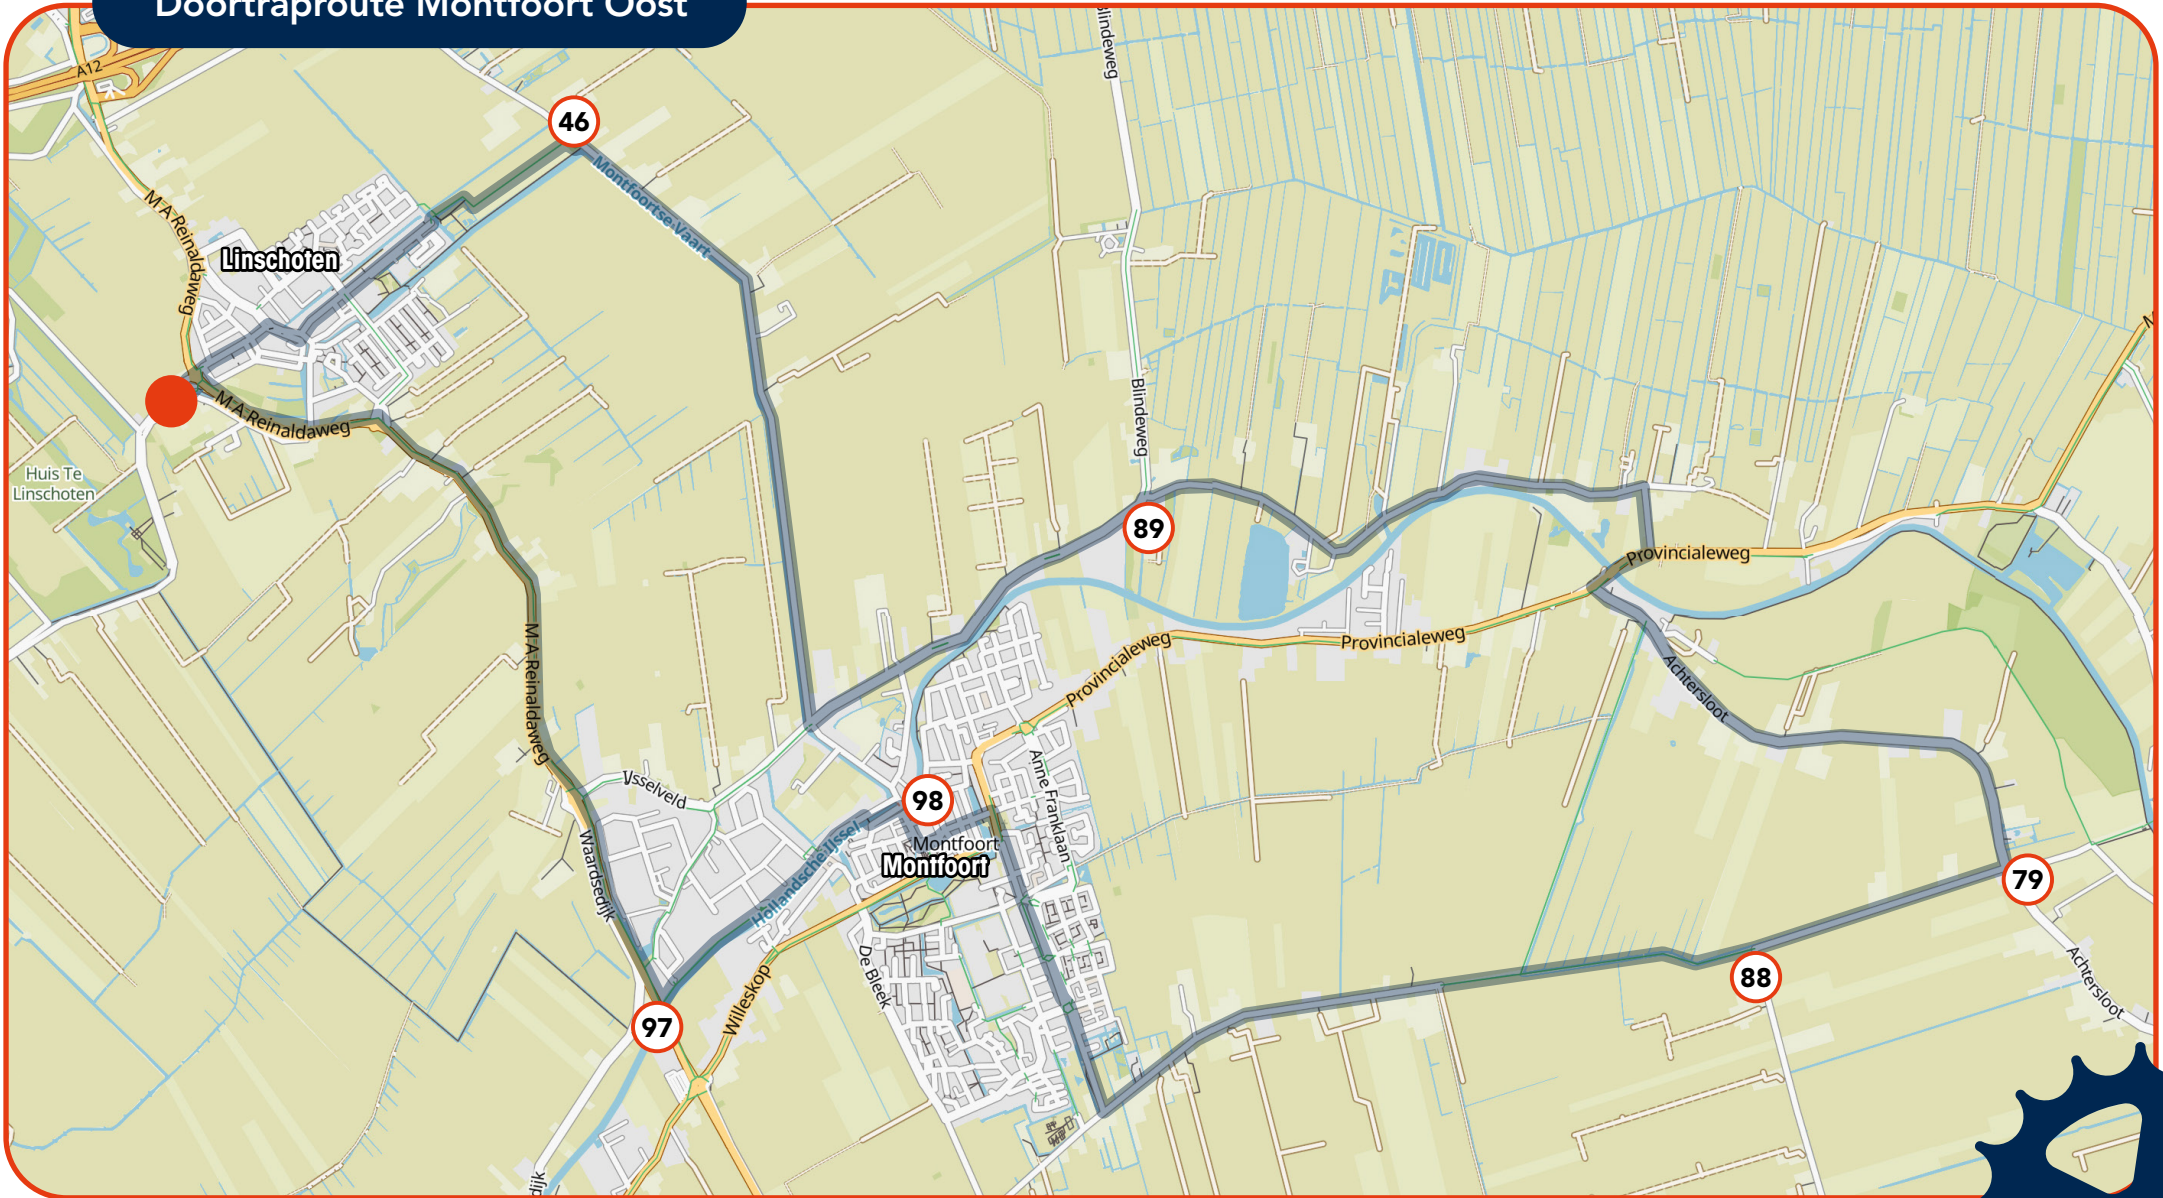 Doortraproute Montfoort Oost
A12
Blindeweg
46
Montfoortse Vaart
M A Reinaldaweg
Linschoten
M A Reinaldaweg
Blindeweg
Huis Te
Linschoten
89
Provincialeweg
Provincialeweg
Provincialeweg
M A Reinaldaweg
Achtersloot
IJsselveld
Anne Franklaan
98
Montfoort
Montfoort
Hollandsche IJssel
Waardsedijk
79
De Bleek
88
Willeskop
97
Achtersloot
dijk